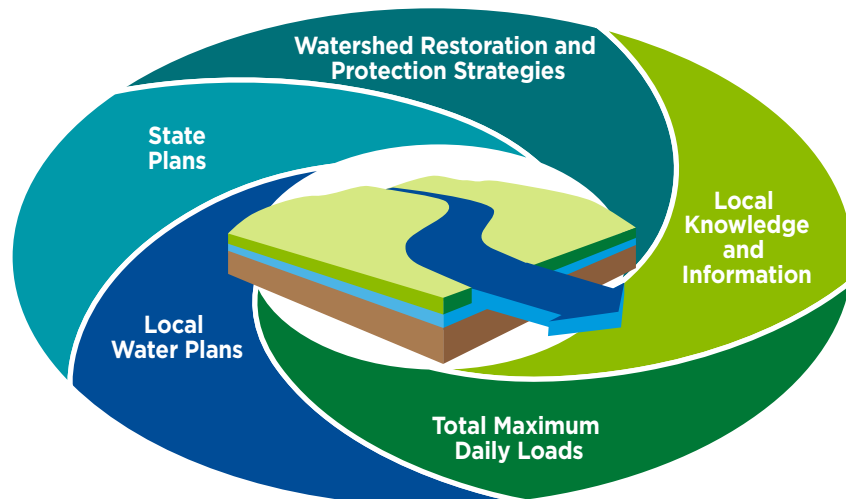 Watershed Restoration and
Protection Strategies
State
Plans
Local
Knowledge
and
Information
Local
Water Plans
Total Maximum
Daily Loads